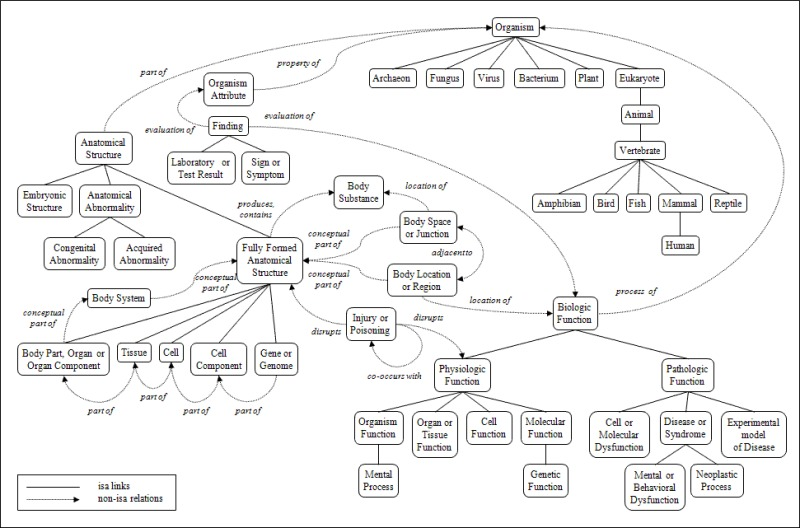 Organism
property of
part of
Organism
Attribute
Archaeon
Fungus
Virus
Bacterium
Plant
Eukaryote
evaluation of
evaluation of
Finding
Animal
Anatomical
Structure
Vertebrate
Laboratory or
Test Result
Sign or
Symptom
Embryonic
Structure
Anatomical
Abnormality
Body
Substance
location of
Amphibian
Bird
Fish
Mammal
Reptile
produces,
contains
Body Space
or Junction
conceptual
part of
Human
Congenital
Abnormality
Acquired
Abnormality
Fully Formed
Anatomical
Structure
adjacent to
conceptual
part of
Body Location
or Region
conceptual
part of
Body System
location of
process of
conceptual
part of
Biologic
Function
Injury or
Poisoning
disrupts
disrupts
Body Part, Organ or
Organ Component
Tissue
Cell
Cell
Component
Gene or
Genome
co-occurs with
Physiologic
Function
Pathologic
Function
part of
part of
part of
part of
Organism
Function
Organ or
Tissue
Function
Cell
Function
Molecular
Function
Cell or
Molecular
Dysfunction
Disease or
Syndrome
Experimental
model
of Disease
Mental
Process
Genetic
Function
Mental or
Behavioral
Dysfunction
Neoplastic
Process
isa links
non-isa relations